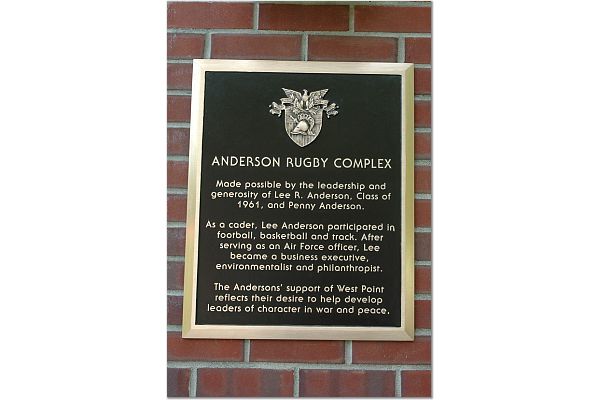 ANDERSON RUGBY COMPLEX
Made possible by the leadership and
generosity of Lee R. Anderson, Class of
1961, and Penny Anderson.
As a cadet, Lee Anderson participated in
football, basketball and track. After
serving as an Air Force officer, Lee
became a business executive,
environmentalist and philanthropist.
The Andersons' support of West Point
reflects their desire to help develop
leaders of character in war and peace.